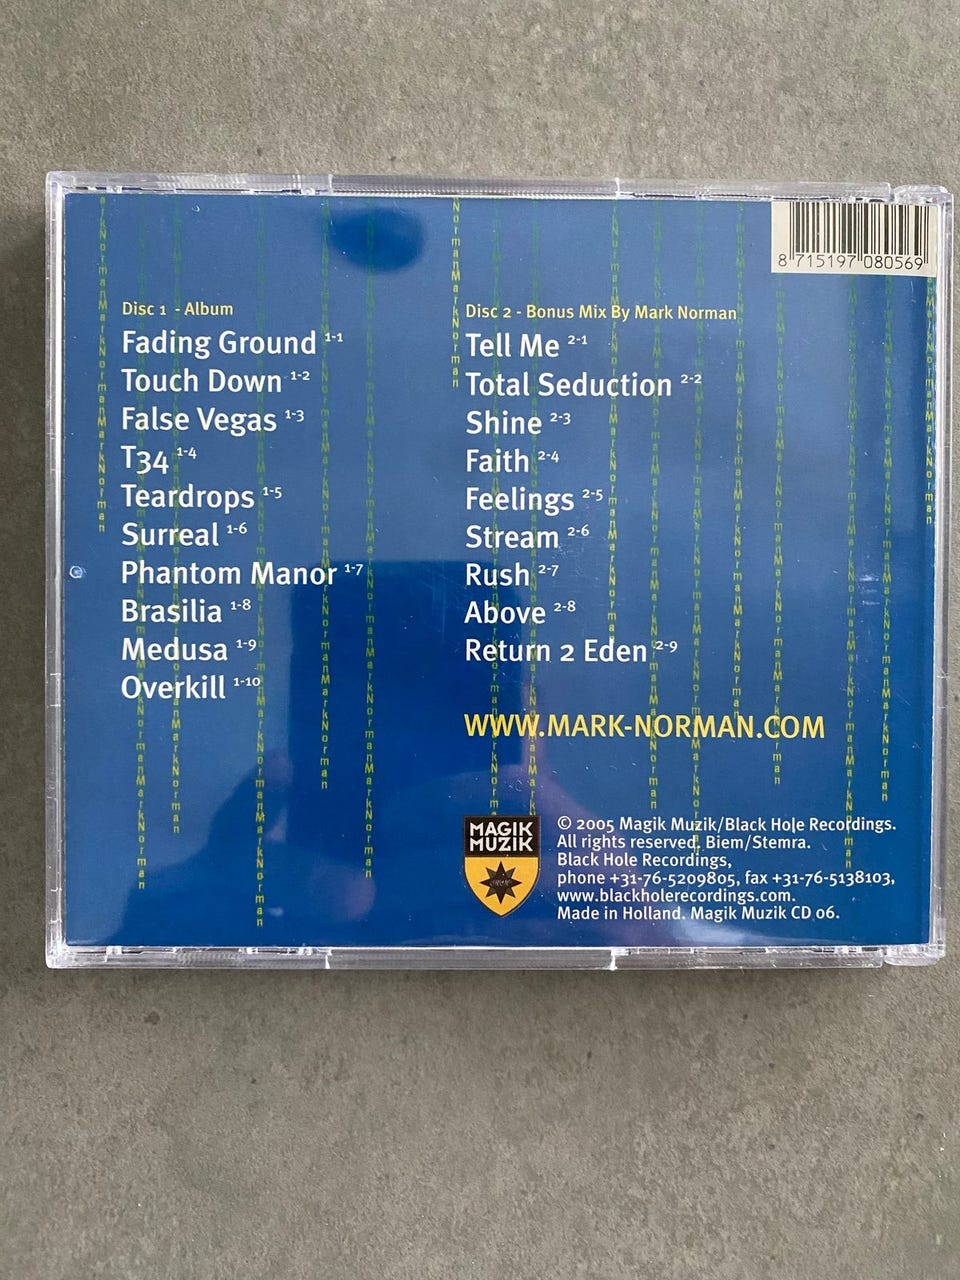 8 715197 080569
Disc 1 - Album
Fading Ground 1-1
Touch Down 1-2
False Vegas 1-3
T34 1-4
Teardrops 1-5
Surreal 1-6
Phantom Manor 1-7
Brasilia 1-8
Medusa 1-9
Overkill 1-10
Disc 2 - Bonus Mix By Mark Norman
Tell Me 2-1
Total Seduction 2-2
Shine 2-3
Faith 2-4
Feelings 2-5
Stream 2-6
Rush 2-7
Above 2-8
Return 2 Eden 2-9
WWW.MARK-NORMAN.COM
MAGIK
MUZIK
© 2005 Magik Muzik/Black Hole Recordings.
All rights reserved, Biem/Stemra.
Black Hole Recordings,
phone +31-76-5209805, fax +31-76-5138103,
www.blackholerecordings.com.
Made in Holland. Magik Muzik CD 06.